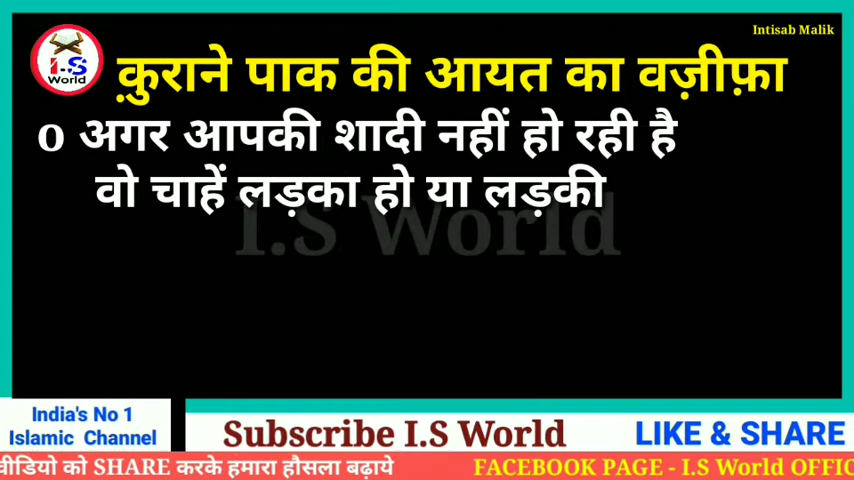 Intisab Malik
I.S
World
क़ुराने पाक की आयत का वज़ीफ़ा
o अगर आपकी शादी नहीं हो रही है
वो चाहें लड़का हो या लड़की
I.S World
India's No 1
Islamic Channel
Subscribe I.S World
LIKE & SHARE
वीडियो को SHARE करके हमारा हौसला बढ़ाये
FACEBOOK PAGE - I.S World OFFIC